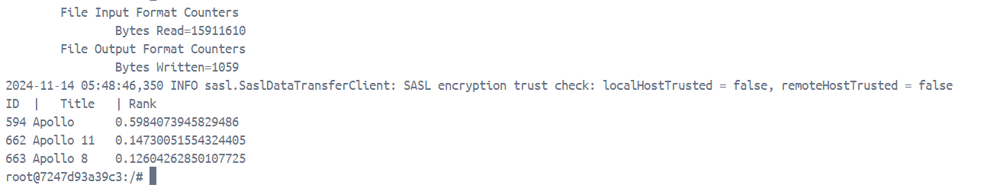 File Input Format Counters
Bytes Read=15911610
File Output Format Counters
Bytes Written=1059
2024-11-14 05:48:46,350 INFO sasl.SaslDataTransferClient: SASL encryption trust check: localHostTrusted = false, remoteHostTrusted = false
ID | Title | Rank
594 Apollo 0.5984073945829486
662 Apollo 11 0.14730051554324405
663 Apollo 8 0.12604262850107725
root@7247d93a39c3:/#